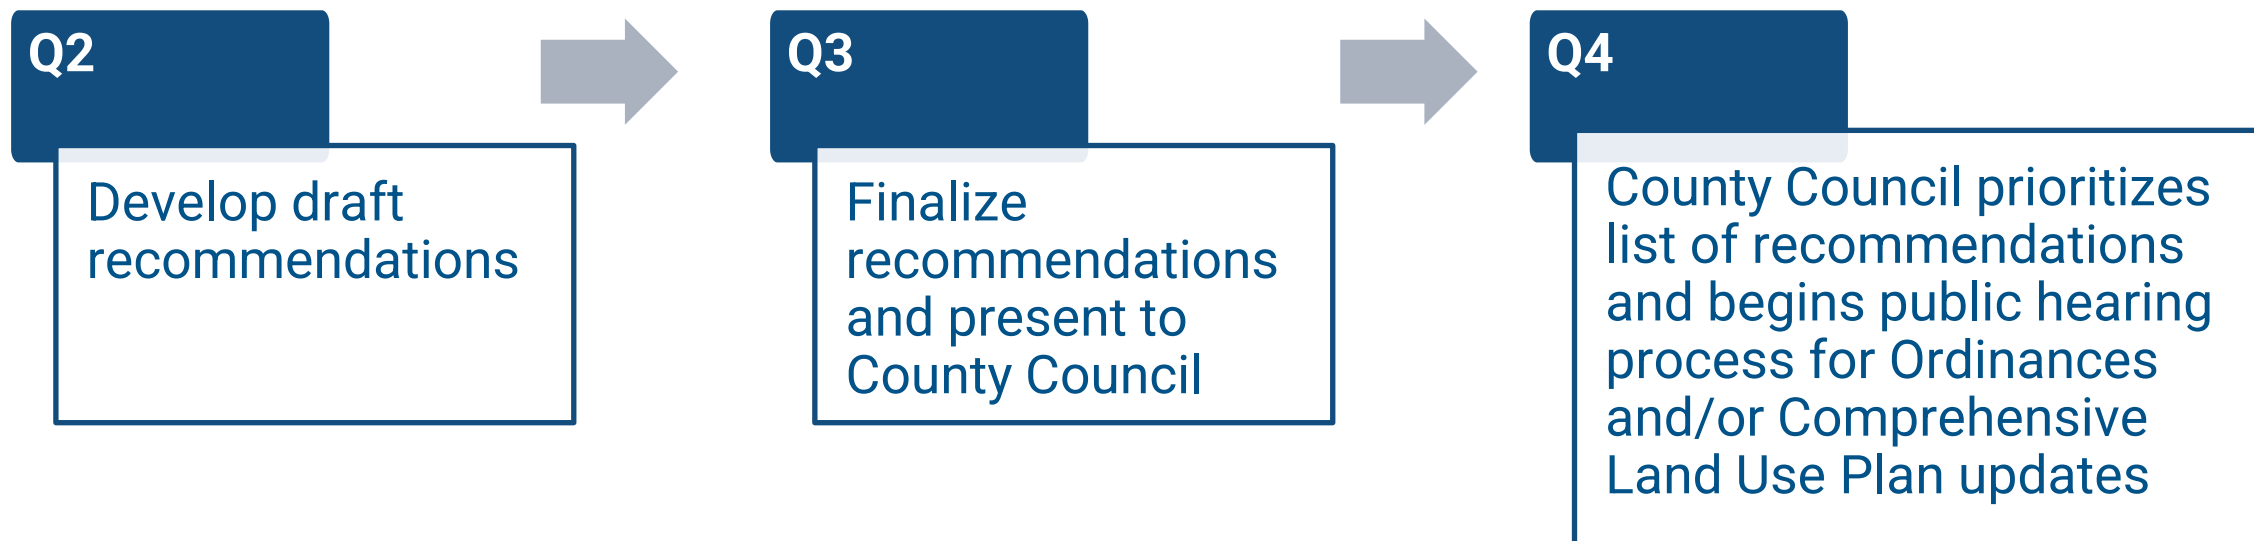 Q2
Develop draft
recommendations
Q3
Finalize
recommendations
and present to
County Council
Q4
County Council prioritizes
list of recommendations
and begins public hearing
process for Ordinances
and/or Comprehensive
Land Use Plan updates